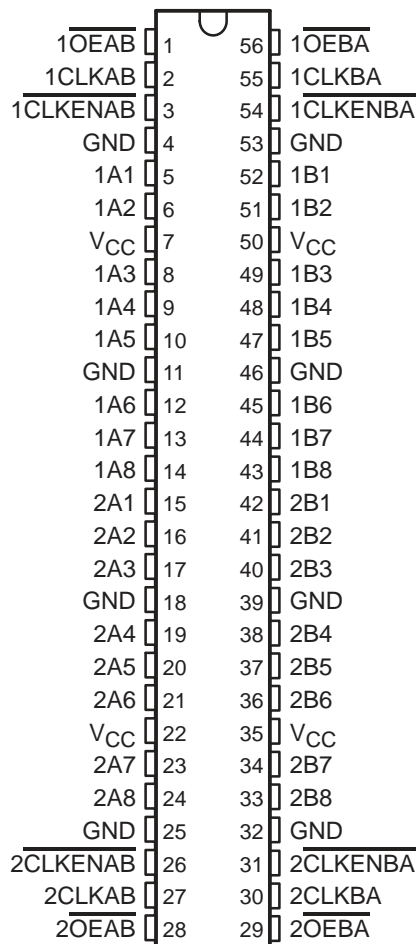 1OEAB 1 56 1OEBA
1CLKAB 2 55 1CLKBA
1CLKENAB 3 54 1CLKENBA
GND 4 53 GND
1A1 5 52 1B1
1A2 6 51 1B2
VCC 7 50 VCC
1A3 8 49 1B3
1A4 9 48 1B4
1A5 10 47 1B5
GND 11 46 GND
1A6 12 45 1B6
1A7 13 44 1B7
1A8 14 43 1B8
2A1 15 42 2B1
2A2 16 41 2B2
2A3 17 40 2B3
GND 18 39 GND
2A4 19 38 2B4
2A5 20 37 2B5
2A6 21 36 2B6
VCC 22 35 VCC
2A7 23 34 2B7
2A8 24 33 2B8
GND 25 32 GND
2CLKENAB 26 31 2CLKENBA
2CLKAB 27 30 2CLKBA
2OEAB 28 29 2OEBA